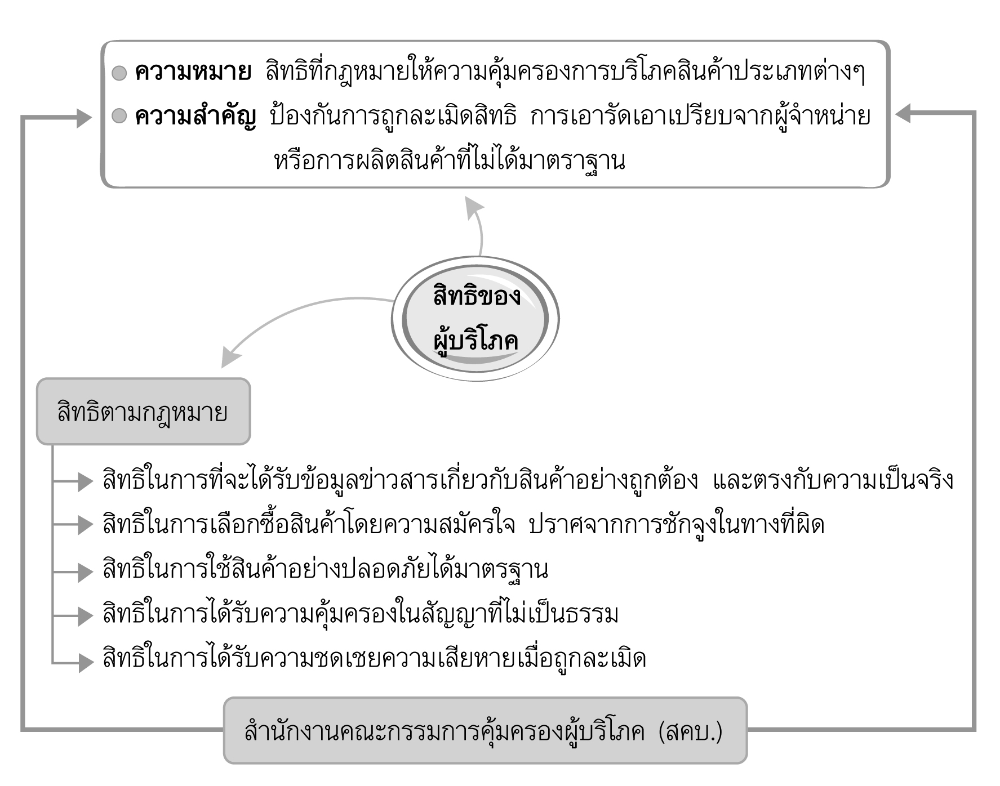 ความหมาย สิทธิที่กฎหมายให้ความคุ้มครองการบริโภคสินค้าประเภทต่างๆ
ความสำคัญ ป้องกันการถูกละเมิดสิทธิ การเอารัดเอาเปรียบจากผู้จำหน่าย
หรือการผลิตสินค้าที่ไม่ได้มาตราฐาน
สิทธิของ
ผู้บริโภค
สิทธิตามกฎหมาย
สิทธิในการที่จะได้รับข้อมูลข่าวสารเกี่ยวกับสินค้าอย่างถูกต้อง และตรงกับความเป็นจริง
สิทธิในการเลือกซื้อสินค้าโดยความสมัครใจ ปราศจากการชักจูงในทางที่ผิด
สิทธิในการใช้สินค้าอย่างปลอดภัยได้มาตรฐาน
สิทธิในการได้รับความคุ้มครองในสัญญาที่ไม่เป็นธรรม
สิทธิในการได้รับความชดเชยความเสียหายเมื่อถูกละเมิด
สำนักงานคณะกรรมการคุ้มครองผู้บริโภค (สคบ.)